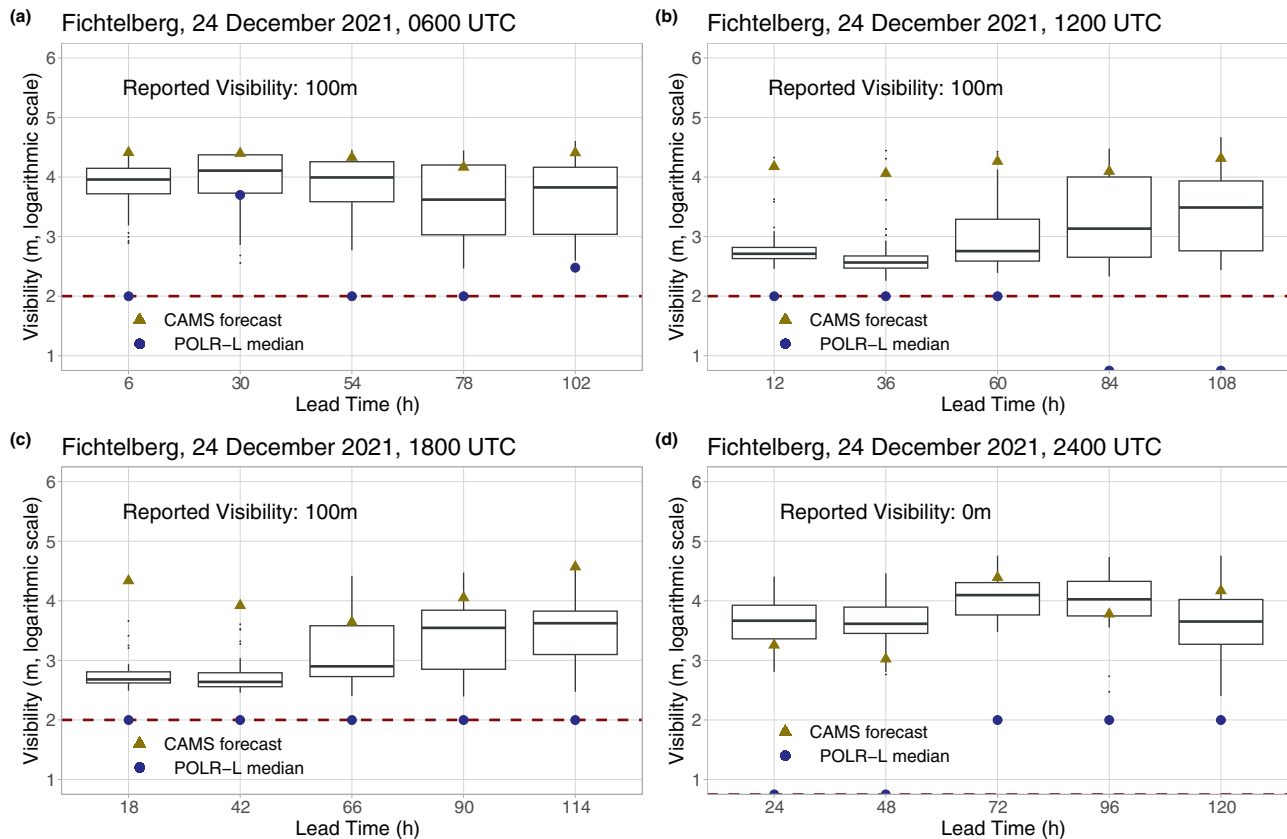 (a)
Fichtelberg, 24 December 2021, 0600 UTC
Visibility (m, logarithmic scale)
6
5
4
3
2
1
Reported Visibility: 100m
CAMS forecast
POLR-L median
6 30 54 78 102
Lead Time (h)
(b)
Fichtelberg, 24 December 2021, 1200 UTC
Visibility (m, logarithmic scale)
6
5
4
3
2
1
Reported Visibility: 100m
CAMS forecast
POLR-L median
12 36 60 84 108
Lead Time (h)
(c)
Fichtelberg, 24 December 2021, 1800 UTC
Visibility (m, logarithmic scale)
6
5
4
3
2
1
Reported Visibility: 100m
CAMS forecast
POLR-L median
18 42 66 90 114
Lead Time (h)
(d)
Fichtelberg, 24 December 2021, 2400 UTC
Visibility (m, logarithmic scale)
6
5
4
3
2
1
Reported Visibility: 0m
CAMS forecast
POLR-L median
24 48 72 96 120
Lead Time (h)